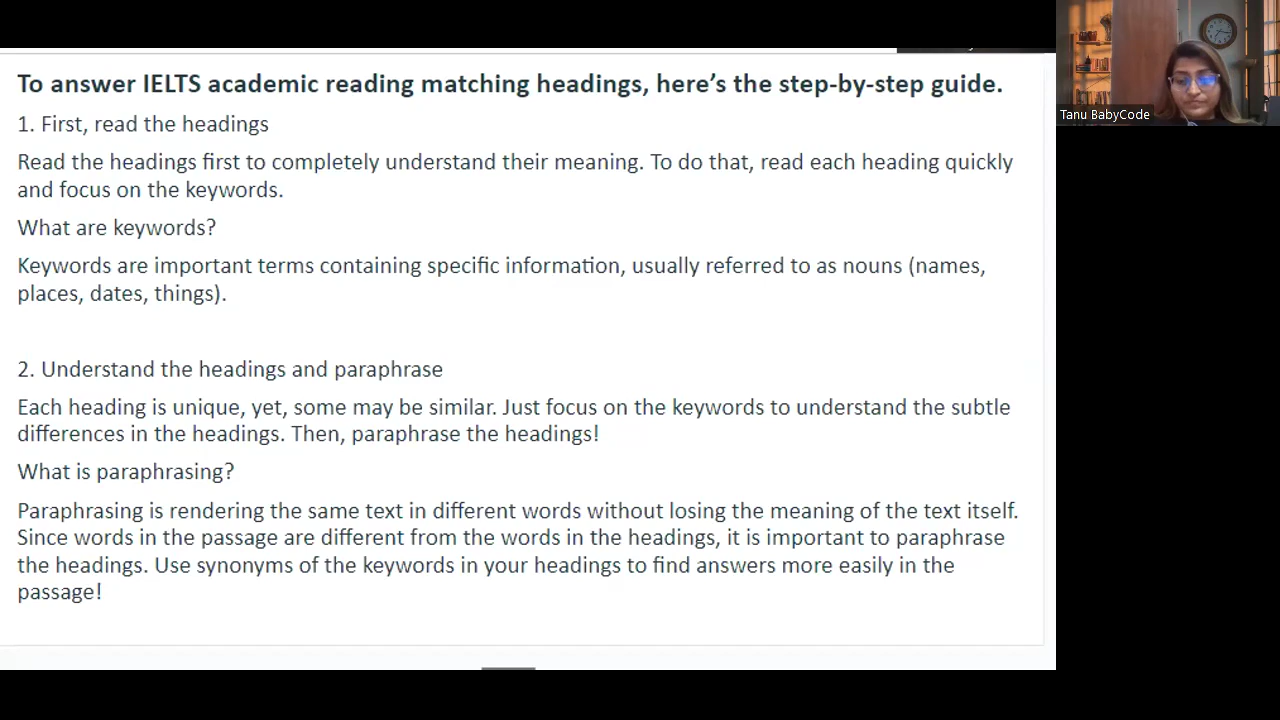 To answer IELTS academic reading matching headings, here’s the step-by-step guide.
1. First, read the headings
Read the headings first to completely understand their meaning. To do that, read each heading quickly
and focus on the keywords.
What are keywords?
Keywords are important terms containing specific information, usually referred to as nouns (names,
places, dates, things).
2. Understand the headings and paraphrase
Each heading is unique, yet, some may be similar. Just focus on the keywords to understand the subtle
differences in the headings. Then, paraphrase the headings!
What is paraphrasing?
Paraphrasing is rendering the same text in different words without losing the meaning of the text itself.
Since words in the passage are different from the words in the headings, it is important to paraphrase
the headings. Use synonyms of the keywords in your headings to find answers more easily in the
passage!
Tanu BabyCode